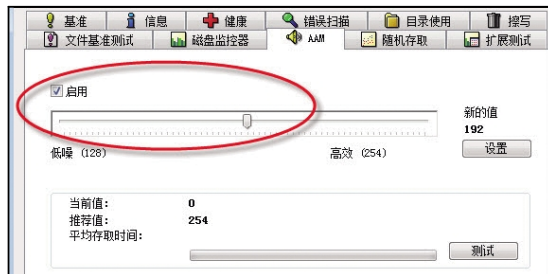 基准 信息 健康 错误扫描 目录使用 擦写
文件基准测试 磁盘监控器 AAM 随机存取 扩展测试
启用
新的值
192
低噪 (128) 高效 (254) 设置
当前值: 0
推荐值: 254
平均存取时间:
测试